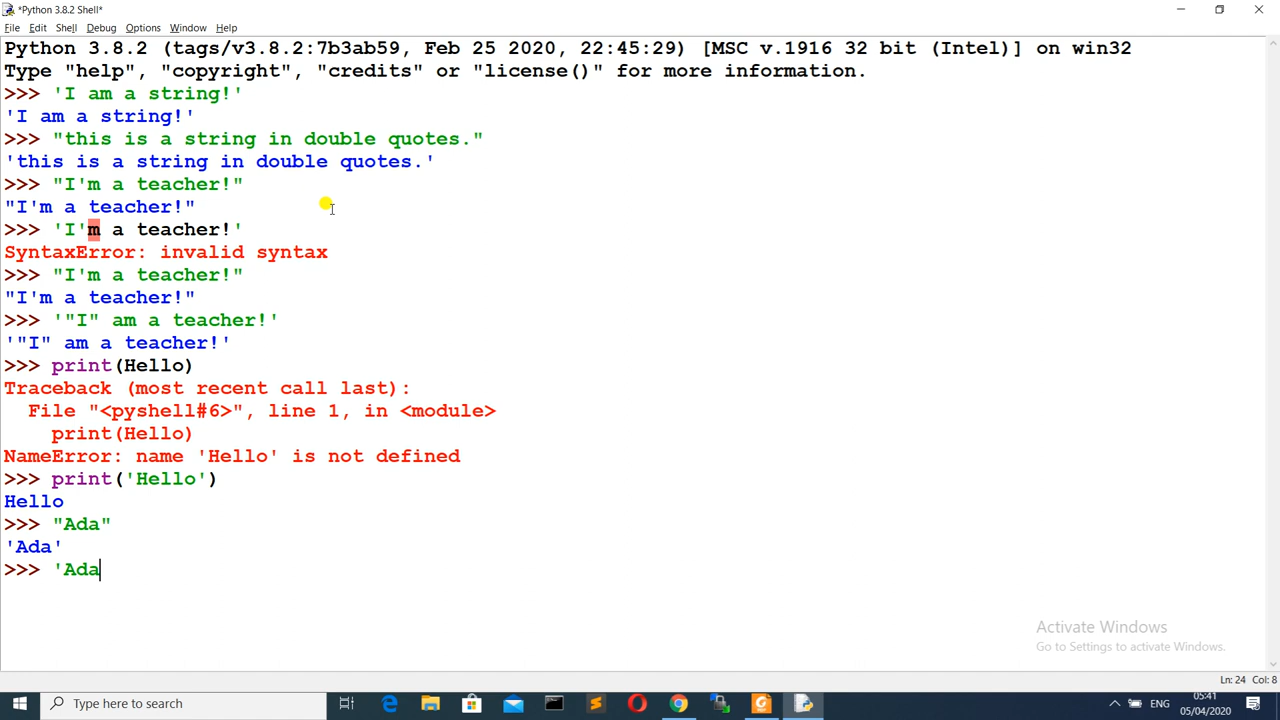 *Python 3.8.2 Shell*
File Edit Shell Debug Options Window Help
Python 3.8.2 (tags/v3.8.2:7b3ab59, Feb 25 2020, 22:45:29) [MSC v.1916 32 bit (Intel)] on win32
Type "help", "copyright", "credits" or "license()" for more information.
>>> 'I am a string!'
'I am a string!'
>>> "this is a string in double quotes."
'this is a string in double quotes.'
>>> "I'm a teacher!"
"I'm a teacher!"
>>> 'I'm a teacher!'
SyntaxError: invalid syntax
>>> "I'm a teacher!"
"I'm a teacher!"
>>> '"I" am a teacher!'
'"I" am a teacher!'
>>> print(Hello)
Traceback (most recent call last):
  File "<pyshell#6>", line 1, in <module>
    print(Hello)
NameError: name 'Hello' is not defined
>>> print('Hello')
Hello
>>> "Ada"
'Ada'
>>> 'Ada
Activate Windows
Go to Settings to activate Windows.
Ln: 24 Col: 8
Type here to search
ENG
05:41
05/04/2020